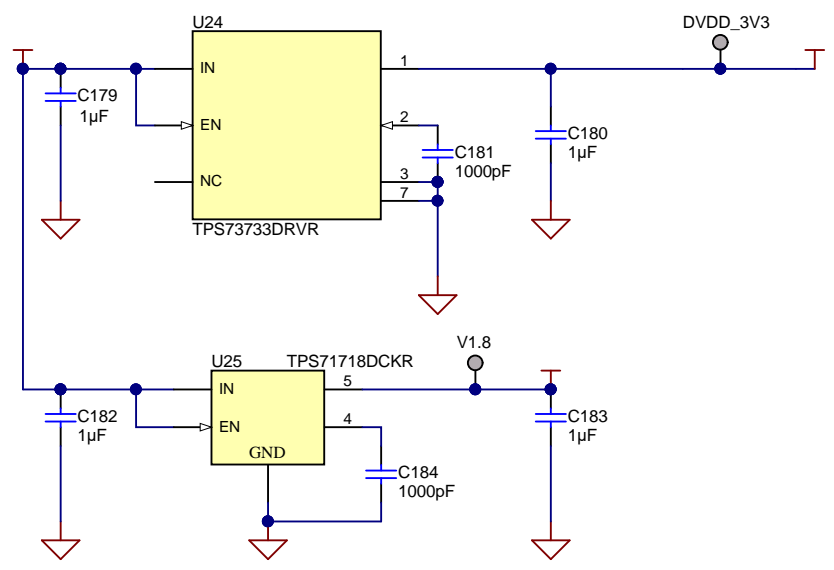 U24
DVDD_3V3
IN
1
C179
1µF
EN
2
C180
1µF
C181
1000pF
NC
3
7
TPS73733DRVR
V1.8
U25
TPS71718DCKR
IN
5
C182
1µF
EN
4
C183
1µF
GND
C184
1000pF